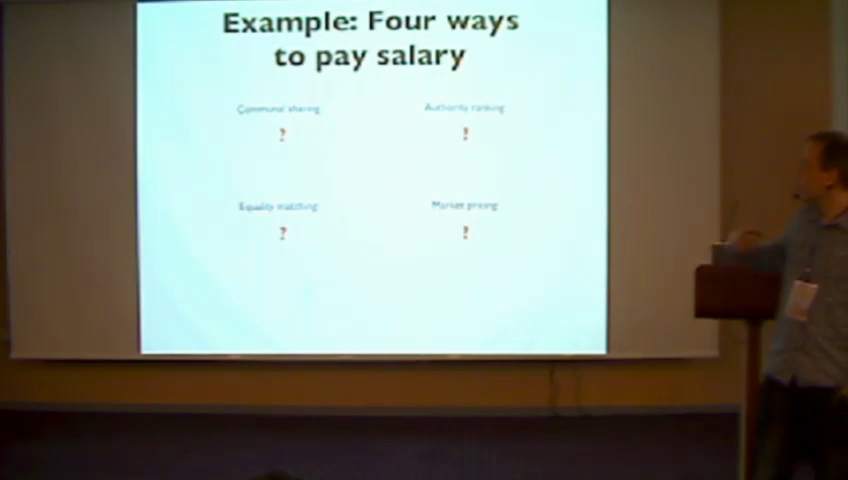 Example: Four ways
to pay salary
Communal sharing
Authority ranking
?
?
Equality matching
Market pricing
?
?